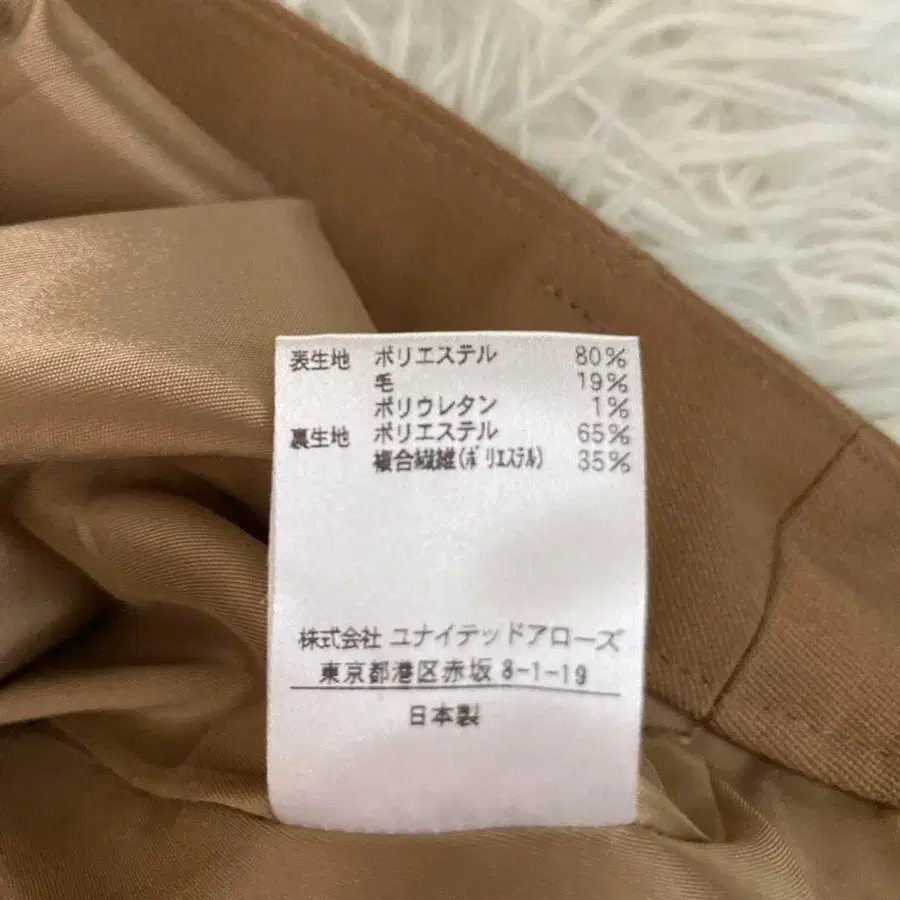 表生地 ポリエステル 80%
毛 19%
ポリウレタン 1%
裏生地 ポリエステル 65%
複合繊維(ポリエステル) 35%
株式会社 ユナイテッドアローズ
東京都港区赤坂 8-1-19
日本製